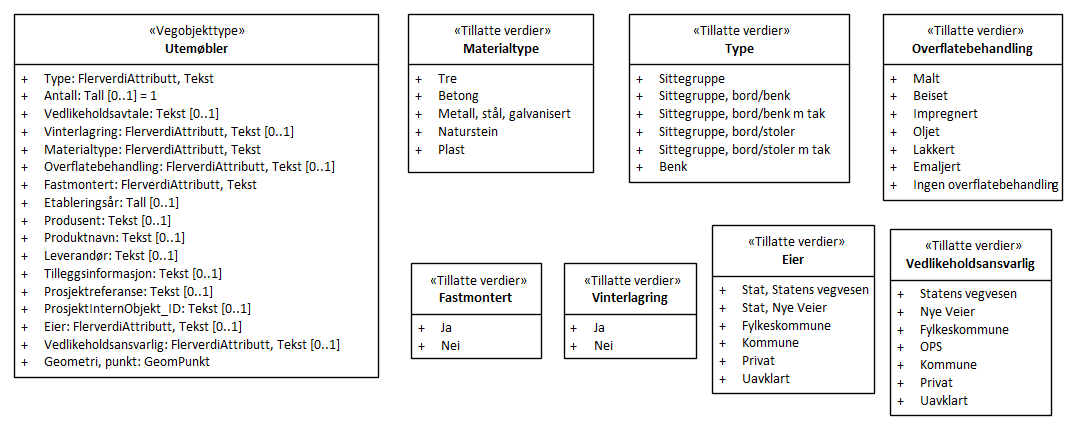 «Vegobjekttype»
Utemøbler
+ Type: FlerverdiAttributt, Tekst
+ Antall: Tall [0..1] = 1
+ Vedlikeholdsavtale: Tekst [0..1]
+ Vinterlagring: FlerverdiAttributt, Tekst [0..1]
+ Materialtype: FlerverdiAttributt, Tekst
+ Overflatebehandling: FlerverdiAttributt, Tekst [0..1]
+ Fastmontert: FlerverdiAttributt, Tekst
+ Etableringsår: Tall [0..1]
+ Produsent: Tekst [0..1]
+ Produktnavn: Tekst [0..1]
+ Leverandør: Tekst [0..1]
+ Tilleggsinformasjon: Tekst [0..1]
+ Prosjektreferanse: Tekst [0..1]
+ ProsjektInternObjekt_ID: Tekst [0..1]
+ Eier: FlerverdiAttributt, Tekst [0..1]
+ Vedlikeholdsansvarlig: FlerverdiAttributt, Tekst [0..1]
+ Geometri, punkt: GeomPunkt
«Tillatte verdier»
Materialtype
+ Tre
+ Betong
+ Metall, stål, galvanisert
+ Naturstein
+ Plast
«Tillatte verdier»
Type
+ Sittegruppe
+ Sittegruppe, bord/benk
+ Sittegruppe, bord/benk m tak
+ Sittegruppe, bord/stoler
+ Sittegruppe, bord/stoler m tak
+ Benk
«Tillatte verdier»
Overflatebehandling
+ Malt
+ Beiset
+ Impregnert
+ Oljet
+ Lakkert
+ Emaljert
+ Ingen overflatebehandling
«Tillatte verdier»
Fastmontert
+ Ja
+ Nei
«Tillatte verdier»
Vinterlagring
+ Ja
+ Nei
«Tillatte verdier»
Eier
+ Stat, Statens vegvesen
+ Stat, Nye Veier
+ Fylkeskommune
+ Kommune
+ Privat
+ Uavklart
«Tillatte verdier»
Vedlikeholdsansvarlig
+ Statens vegvesen
+ Nye Veier
+ Fylkeskommune
+ OPS
+ Kommune
+ Privat
+ Uavklart